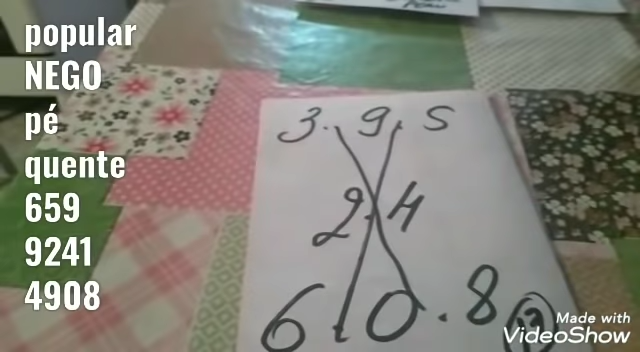 popular
NEGO
pé
quente
659
9241
4908
3.9.5
2.4
6.0.8
Made with
VideoShow